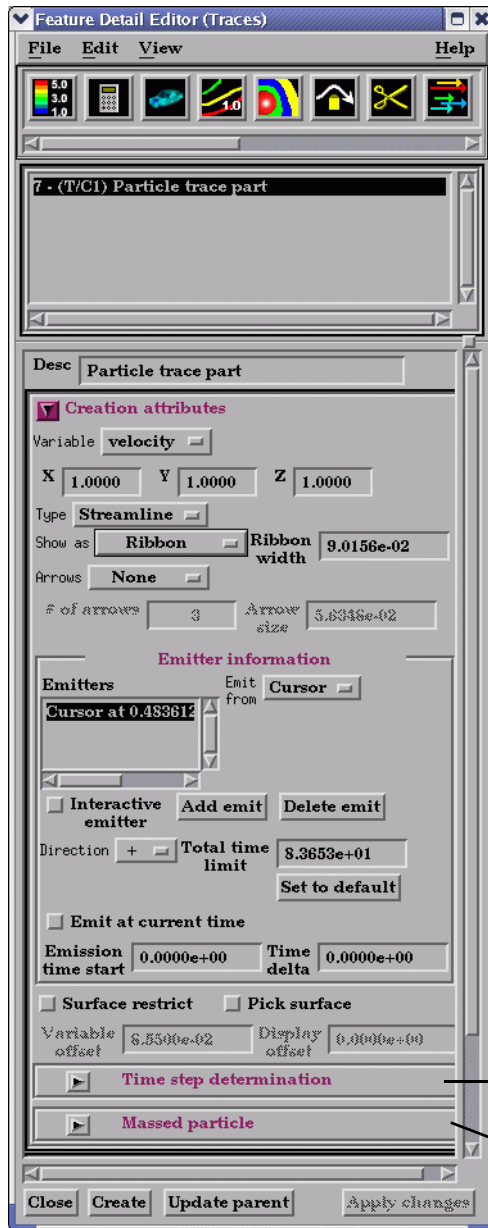 Feature Detail Editor (Traces)
File Edit View Help
5.0
3.0
1.0
1.0
7 - (T/C1) Particle trace part
Desc Particle trace part
Creation attributes
Variable velocity
X 1.0000 Y 1.0000 Z 1.0000
Type Streamline
Show as Ribbon Ribbon width 9.0156e-02
Arrows None
# of arrows 3 Arrow size 5.6348e-02
Emitter information
Emitters Emit from Cursor
Cursor at 0.483612
Interactive emitter Add emit Delete emit
Direction + Total time limit 8.3653e+01
Set to default
Emit at current time
Emission time start 0.0000e+00 Time delta 0.0000e+00
Surface restrict Pick surface
Variable offset 8.5500e-02 Display offset 0.0000e+00
Time step determination
Massed particle
Close Create Update parent Apply changes